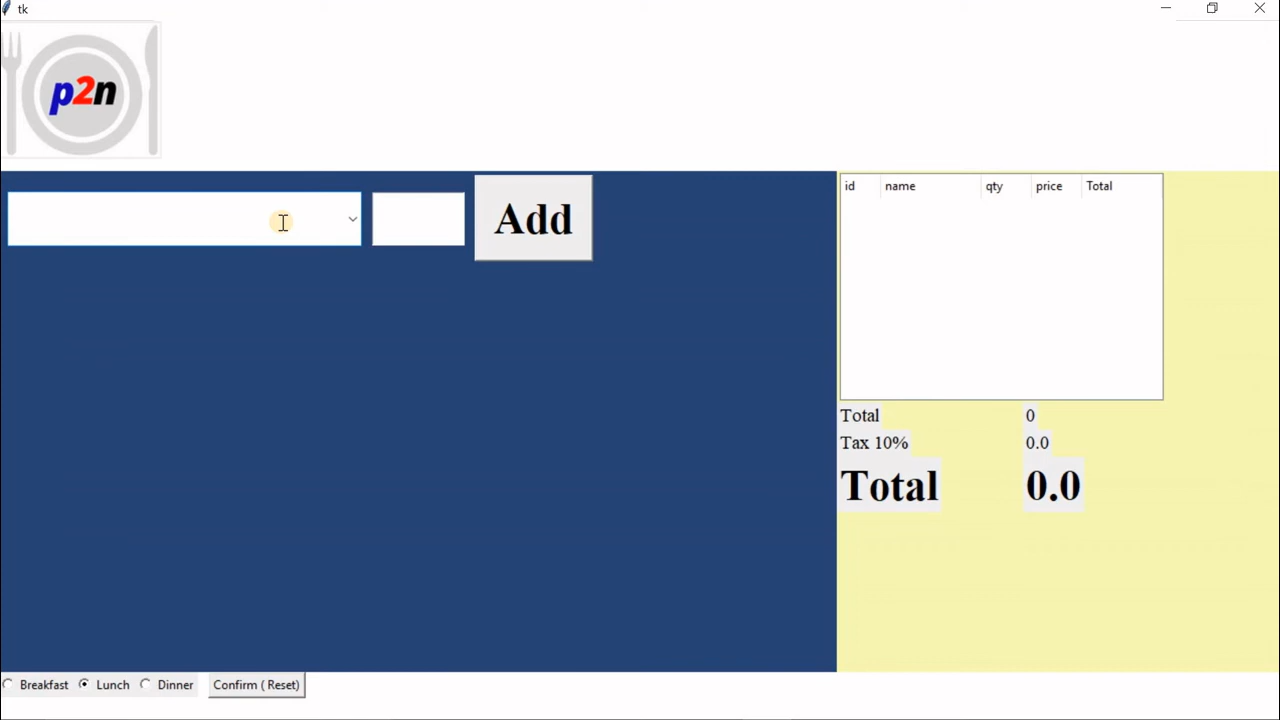 tk
p2n
Add
id name qty price Total
Total 0
Tax 10% 0.0
Total 0.0
Breakfast Lunch Dinner Confirm ( Reset)